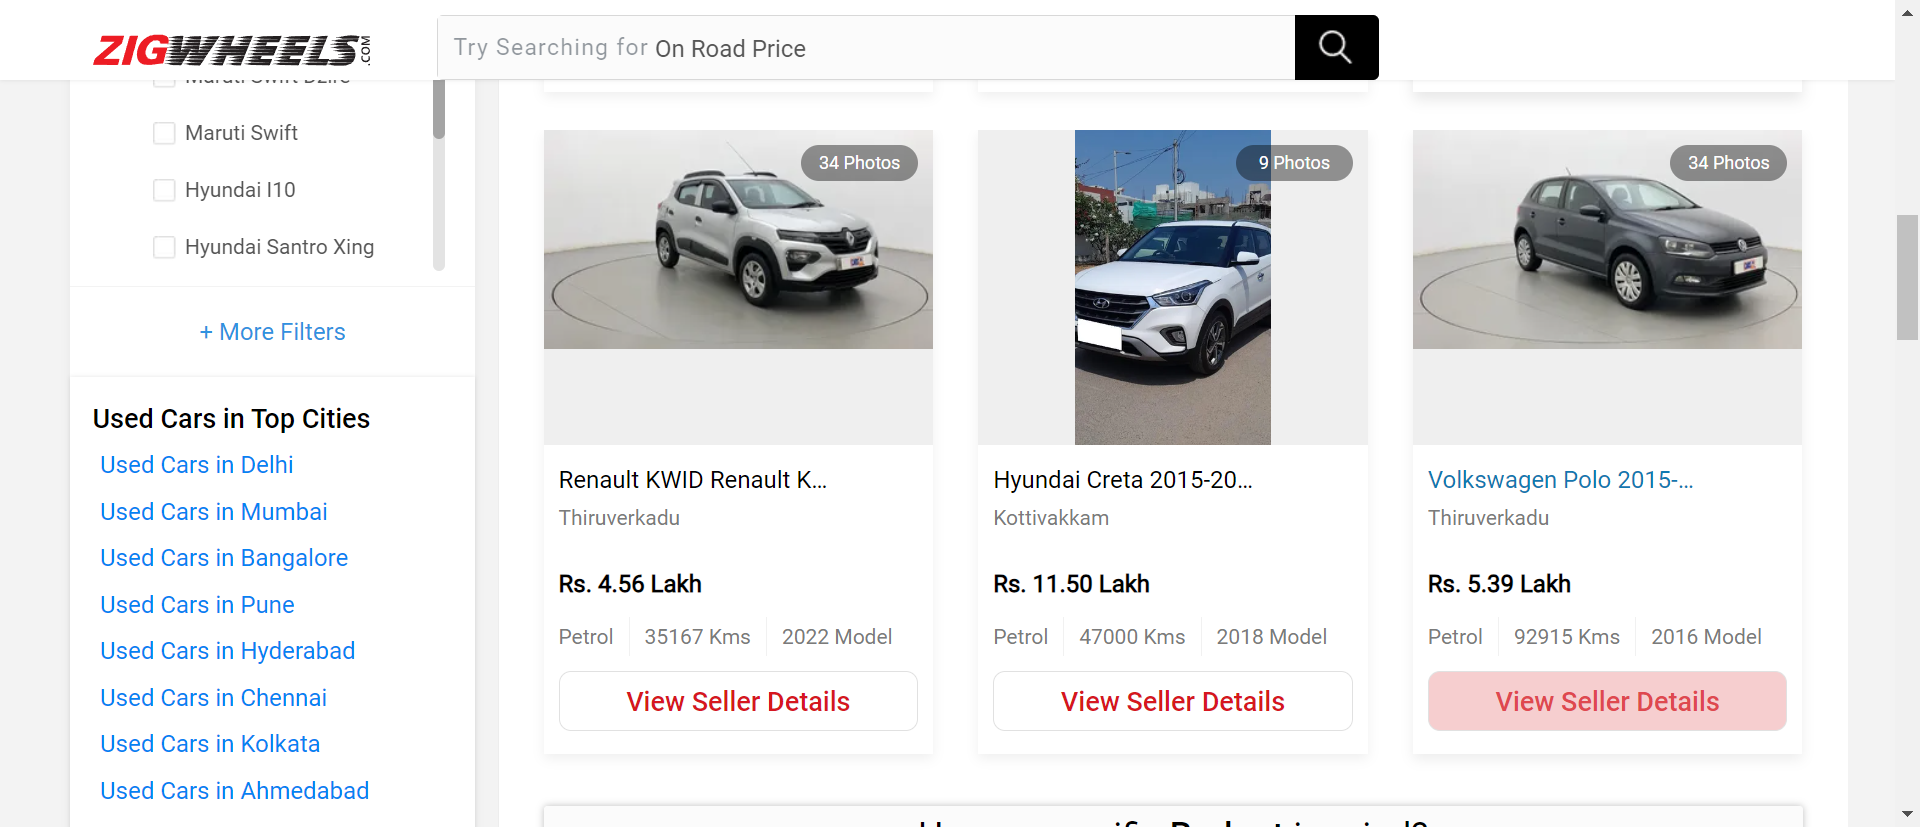 ZIGWHEELS.COM
Try Searching for On Road Price
Maruti Swift Dzire
Maruti Swift
Hyundai I10
Hyundai Santro Xing
+ More Filters
Used Cars in Top Cities
Used Cars in Delhi
Used Cars in Mumbai
Used Cars in Bangalore
Used Cars in Pune
Used Cars in Hyderabad
Used Cars in Chennai
Used Cars in Kolkata
Used Cars in Ahmedabad
34 Photos
Renault KWID Renault K...
Thiruverkadu
Rs. 4.56 Lakh
Petrol 35167 Kms 2022 Model
View Seller Details
9 Photos
Hyundai Creta 2015-20...
Kottivakkam
Rs. 11.50 Lakh
Petrol 47000 Kms 2018 Model
View Seller Details
34 Photos
Volkswagen Polo 2015-...
Thiruverkadu
Rs. 5.39 Lakh
Petrol 92915 Kms 2016 Model
View Seller Details